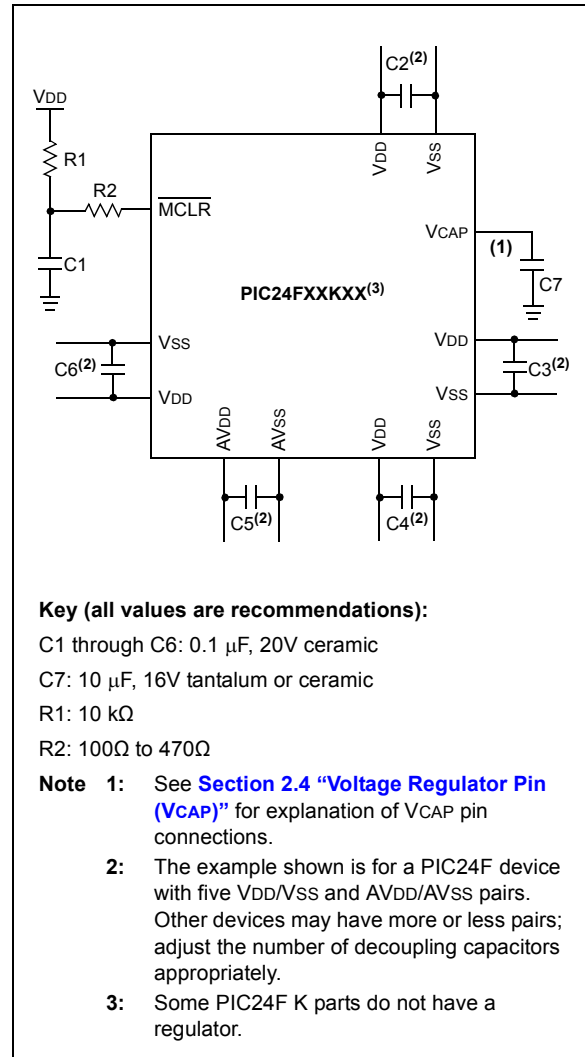 C2(2)
VDD
R1
R2
C1
VDD
VSS
MCLR
VCAP
(1)
C7
PIC24FXXKXX(3)
VSS
VDD
C6(2)
C3(2)
VDD
VSS
AVDD
AVSS
VDD
VSS
C5(2)
C4(2)
Key (all values are recommendations):
C1 through C6: 0.1 μF, 20V ceramic
C7: 10 μF, 16V tantalum or ceramic
R1: 10 kΩ
R2: 100Ω to 470Ω
Note 1: See Section 2.4 “Voltage Regulator Pin
(VCAP)” for explanation of VCAP pin
connections.
2: The example shown is for a PIC24F device
with five VDD/VSS and AVDD/AVSS pairs.
Other devices may have more or less pairs;
adjust the number of decoupling capacitors
appropriately.
3: Some PIC24F K parts do not have a
regulator.